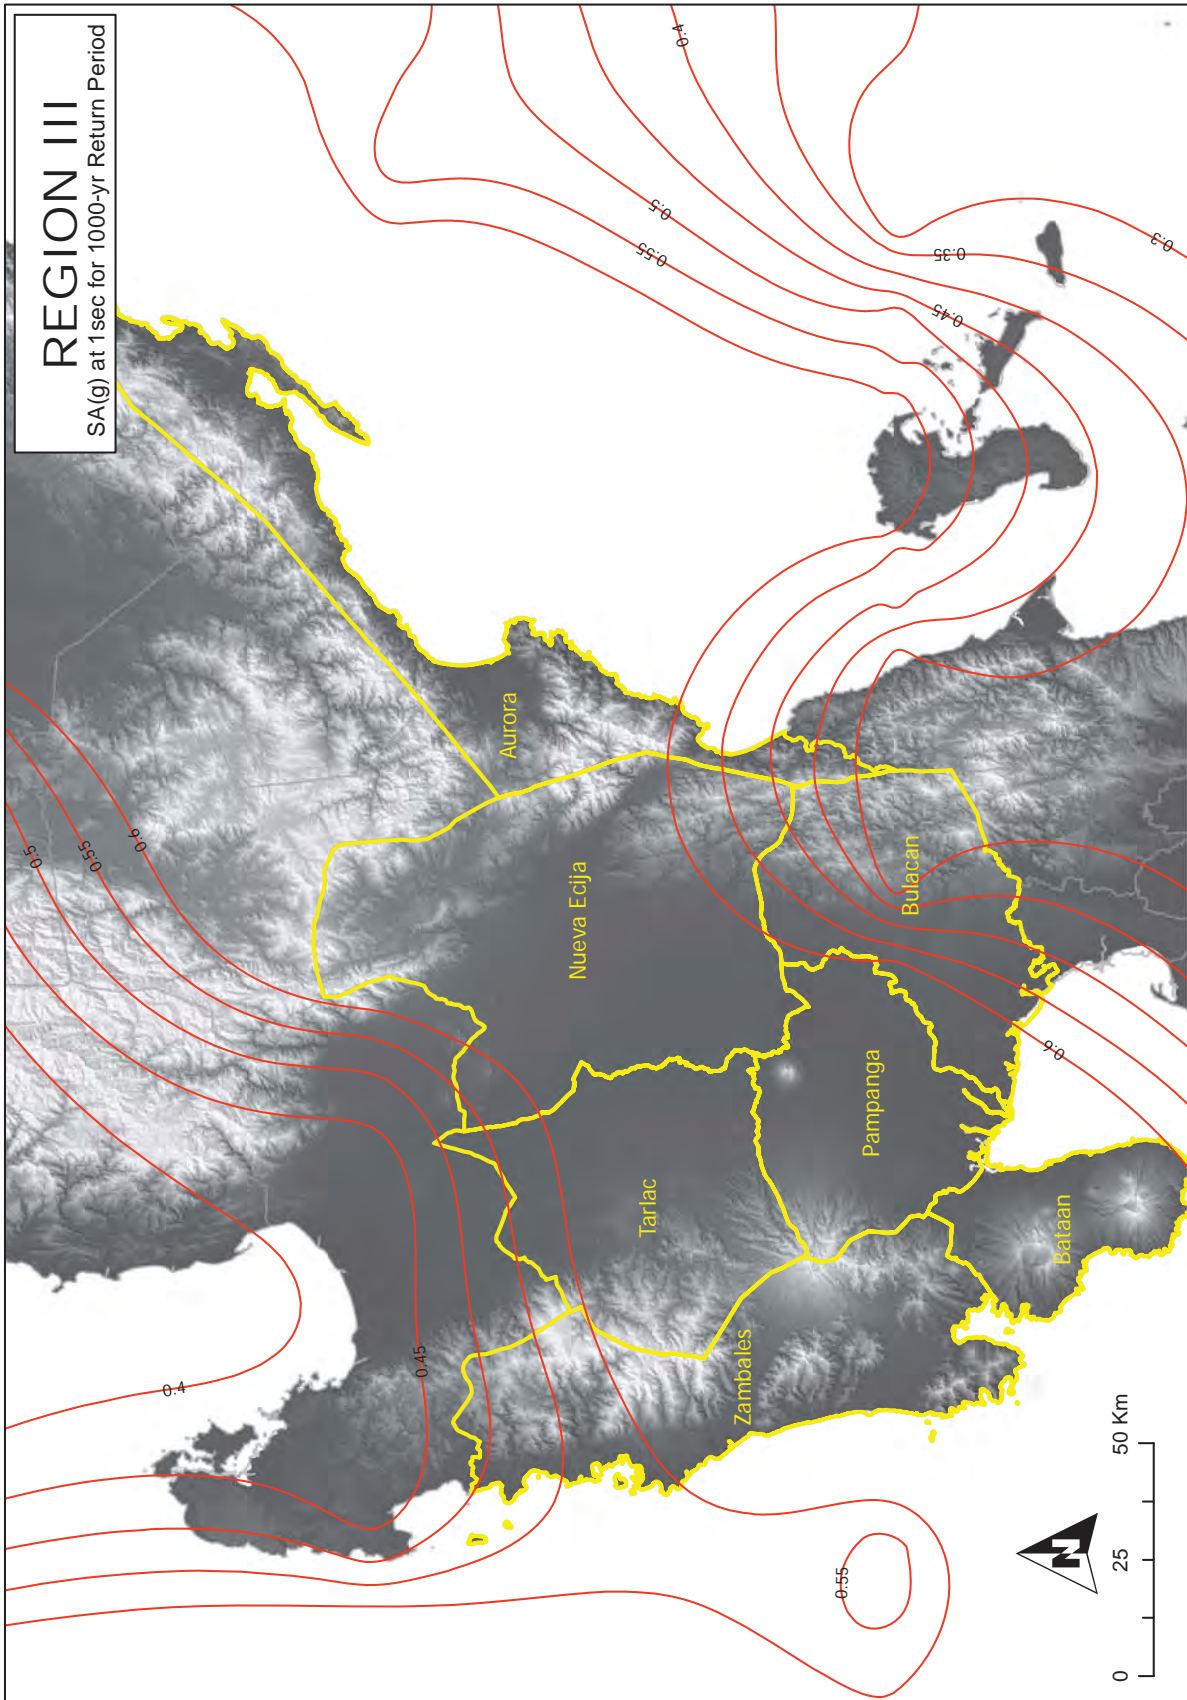 REGION III
SA(g) at 1sec for 1000-yr Return Period
0.4
0.5
0.55
0.3
0.35
0.45
0.6
0.55
0.5
Aurora
Nueva Ecija
Bulacan
Pampanga
0.6
Tarlac
Bataan
Zambales
0.45
0.4
0.55
N
0
25
50 Km